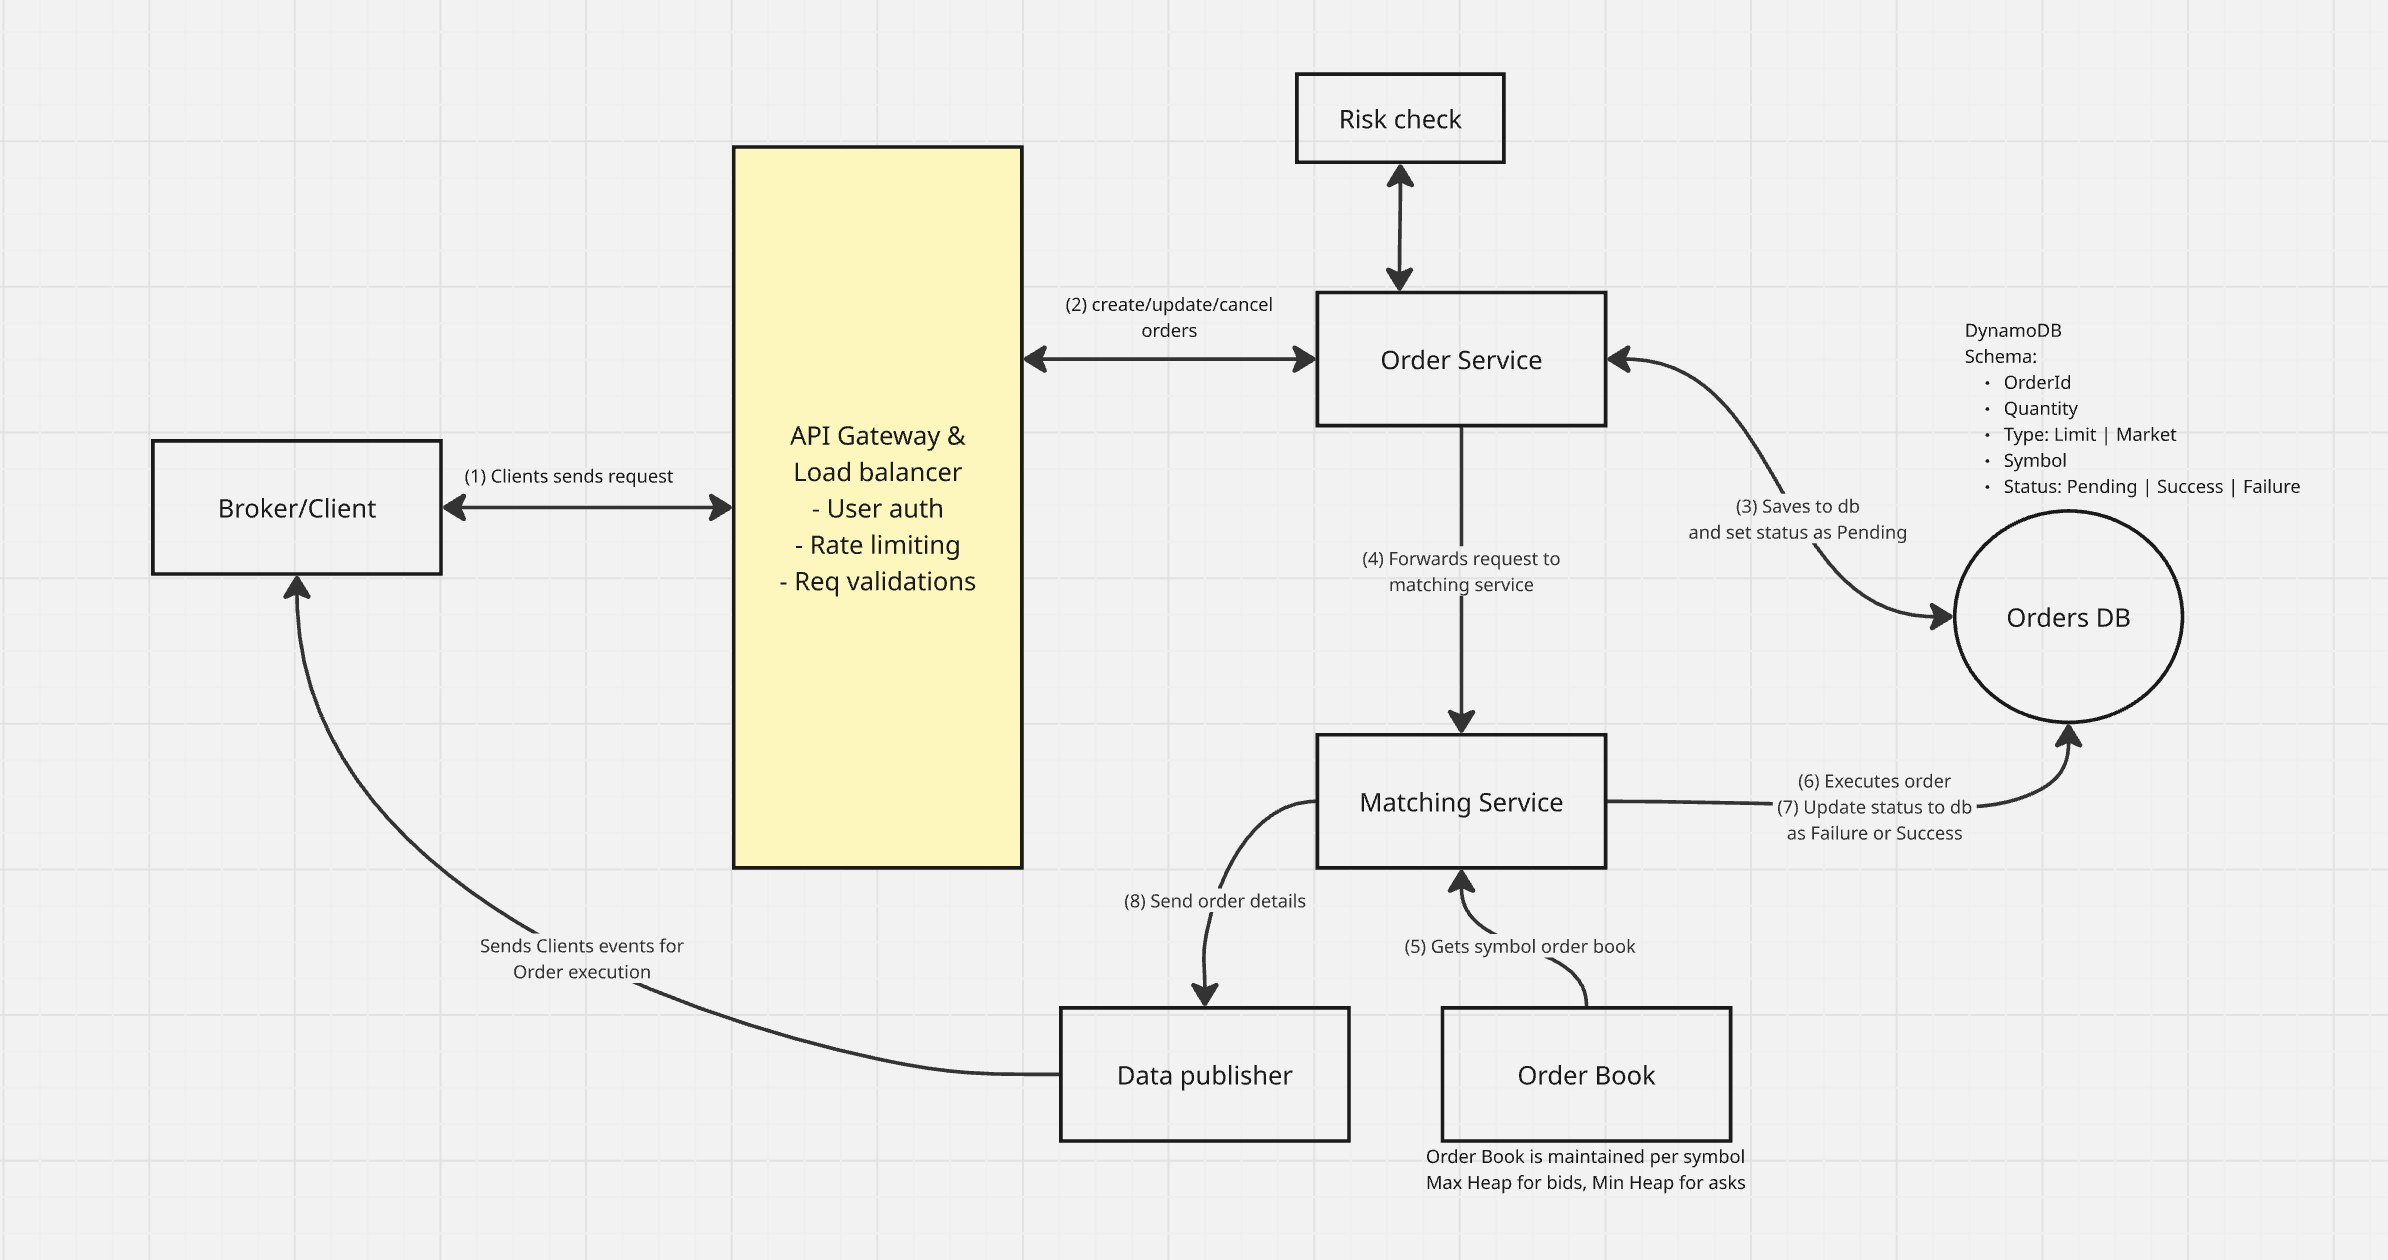 Risk check
(2) create/update/cancel
orders
Order Service
DynamoDB
Schema:
• OrderId
• Quantity
• Type: Limit | Market
• Symbol
• Status: Pending | Success | Failure
API Gateway &
Load balancer
- User auth
- Rate limiting
- Req validations
(1) Clients sends request
Broker/Client
(3) Saves to db
and set status as Pending
(4) Forwards request to
matching service
Orders DB
Matching Service
(6) Executes order
(7) Update status to db
as Failure or Success
(8) Send order details
(5) Gets symbol order book
Sends Clients events for
Order execution
Data publisher
Order Book
Order Book is maintained per symbol
Max Heap for bids, Min Heap for asks